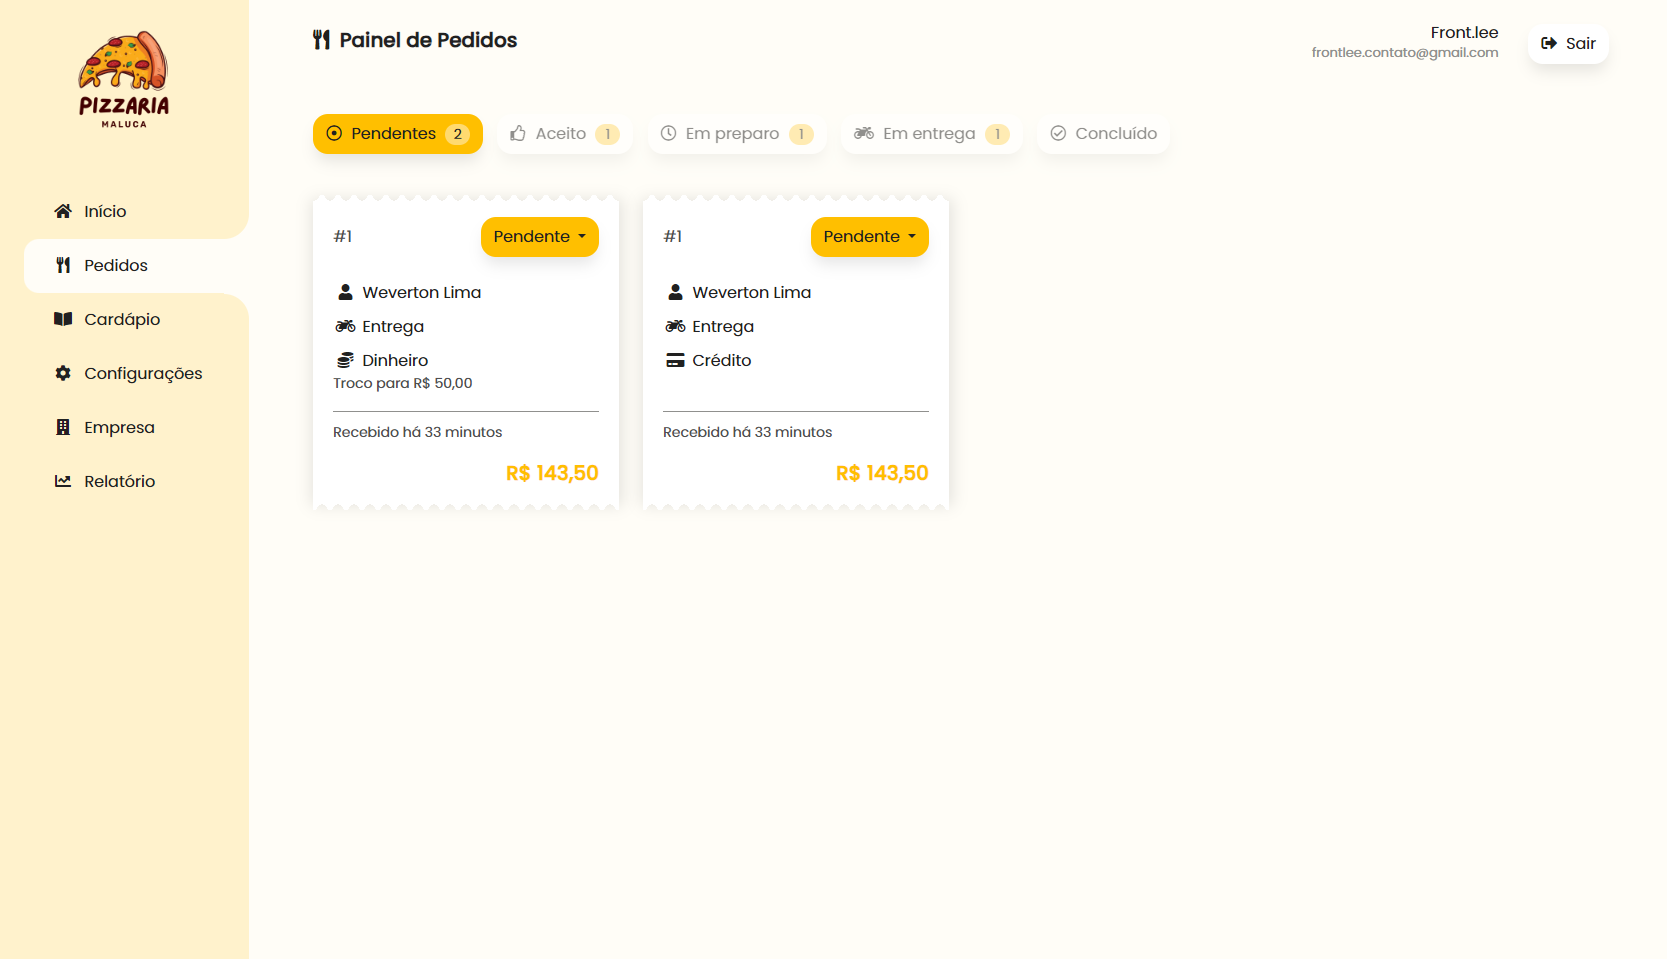 PIZZARIA
MALUCA
Início
Pedidos
Cardápio
Configurações
Empresa
Relatório
Painel de Pedidos
Front.lee
frontlee.contato@gmail.com
Sair
Pendentes 2
Aceito 1
Em preparo 1
Em entrega 1
Concluído
#1 Pendente
Weverton Lima
Entrega
Dinheiro
Troco para R$ 50,00
Recebido há 33 minutos
R$ 143,50
#1 Pendente
Weverton Lima
Entrega
Crédito
Recebido há 33 minutos
R$ 143,50